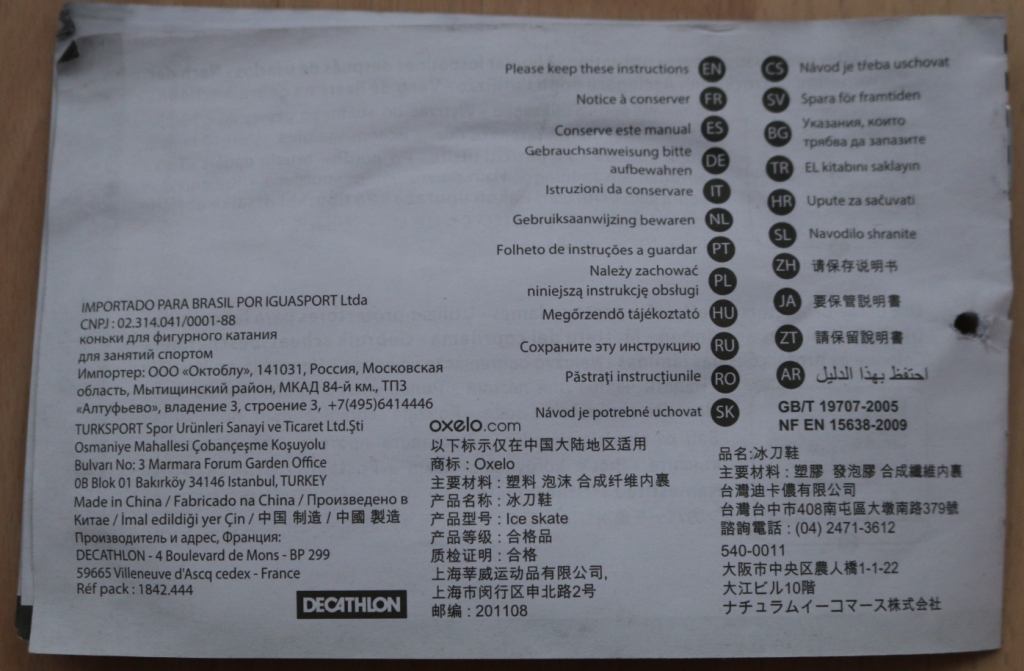 Please keep these instructions EN
Notice à conserver FR
Conserve este manual ES
Gebrauchsanweisung bitte
aufbewahren DE
Istruzioni da conservare IT
Gebruiksaanwijzing bewaren NL
Folheto de instruções a guardar PT
Należy zachować
niniejszą instrukcję obsługi PL
Megőrzendő tájékoztató HU
Сохраните эту инструкцию RU
Păstrați instrucțiunile RO
Návod je potrebné uchovat SK
CS Návod je třeba uschovat
SV Spara för framtiden
BG Указания, които
трябва да запазите
TR EL kitabını saklayın
HR Upute za sačuvati
SL Navodilo shranite
ZH 请保存说明书
JA 要保管説明書
ZT 請保留說明書
AR احتفظ بهذا الدليل
GB/T 19707-2005
NF EN 15638-2009
IMPORTADO PARA BRASIL POR IGUASPORT Ltda
CNPJ : 02.314.041/0001-88
коньки для фигурного катания
для занятий спортом
Импортер: ООО «Октоблу», 141031, Россия, Московская
область, Мытищинский район, МКАД 84-й км., ТПЗ
«Алтуфьево», владение 3, строение 3, +7(495)6414446
TURKSPORT Spor Urünleri Sanayi ve Ticaret Ltd.Şti
Osmaniye Mahallesi Çobançeşme Koşuyolu
Bulvarı No: 3 Marmara Forum Garden Office
0B Blok 01 Bakırköy 34146 Istanbul, TURKEY
Made in China / Fabricado na China / Произведено в
Китае / İmal edildiği yer Çin / 中国 制造 / 中國 製造
Производитель и адрес, Франция:
DECATHLON - 4 Boulevard de Mons - BP 299
59665 Villeneuve d'Ascq cedex - France
Réf pack : 1842.444
DECATHLON
oxelo.com
以下标示仅在中国大陆地区适用
商标 : Oxelo
主要材料 : 塑料 泡沫 合成纤维内裏
产品名称 : 冰刀鞋
产品型号 : Ice skate
产品等级 : 合格品
质检证明 : 合格
上海莘威运动品有限公司,
上海市闵行区申北路2号
邮编 : 201108
品名:冰刀鞋
主要材料 : 塑膠 發泡膠 合成纖維内裏
台灣迪卡儂有限公司
台灣台中市408南屯區大墩南路379號
諮詢電話 : (04) 2471-3612
540-0011
大阪市中央区農人橋1-1-22
大江ビル10階
ナチュラムイーコマース株式会社